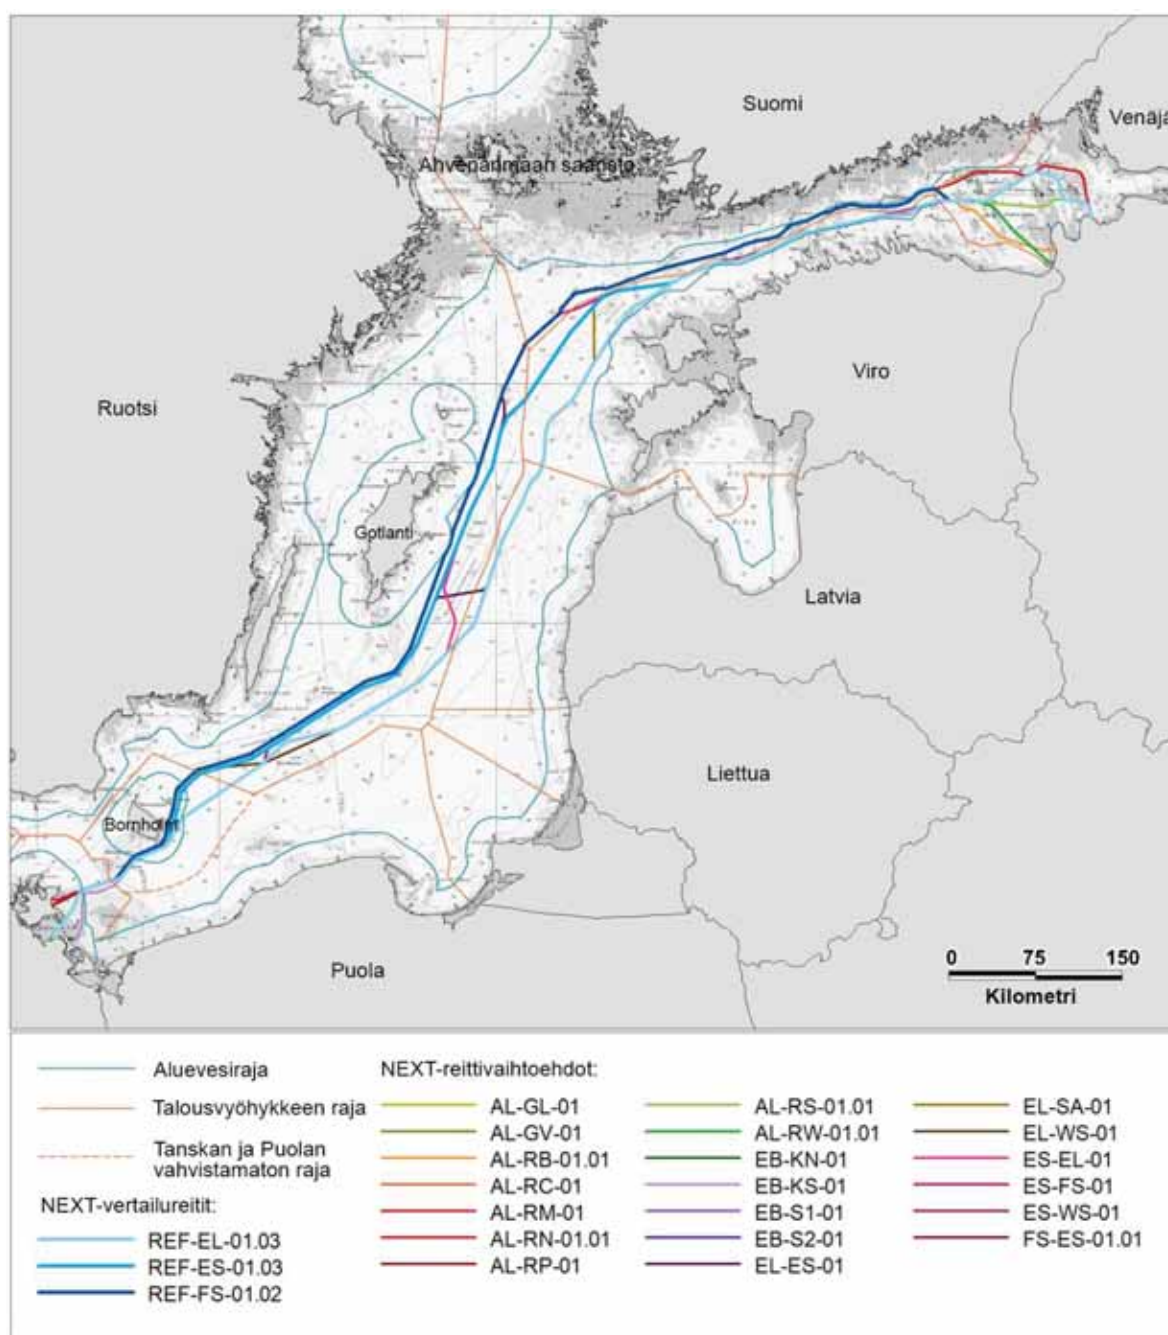 Suomi
Venäjä
Ahvenanmaan saaristo
Ruotsi
Viro
Gotlanti
Latvia
Liettua
Bornholm
Puola
0 75 150
Kilometri
Aluevesiraja
Talousvyöhykkeen raja
Tanskan ja Puolan
vahvistamaton raja
NEXT-vertailureitit:
REF-EL-01.03
REF-ES-01.03
REF-FS-01.02
NEXT-reittivaihtoehdot:
AL-GL-01
AL-GV-01
AL-RB-01.01
AL-RC-01
AL-RM-01
AL-RN-01.01
AL-RP-01
AL-RS-01.01
AL-RW-01.01
EB-KN-01
EB-KS-01
EB-S1-01
EB-S2-01
EL-ES-01
EL-SA-01
EL-WS-01
ES-EL-01
ES-FS-01
ES-WS-01
FS-ES-01.01